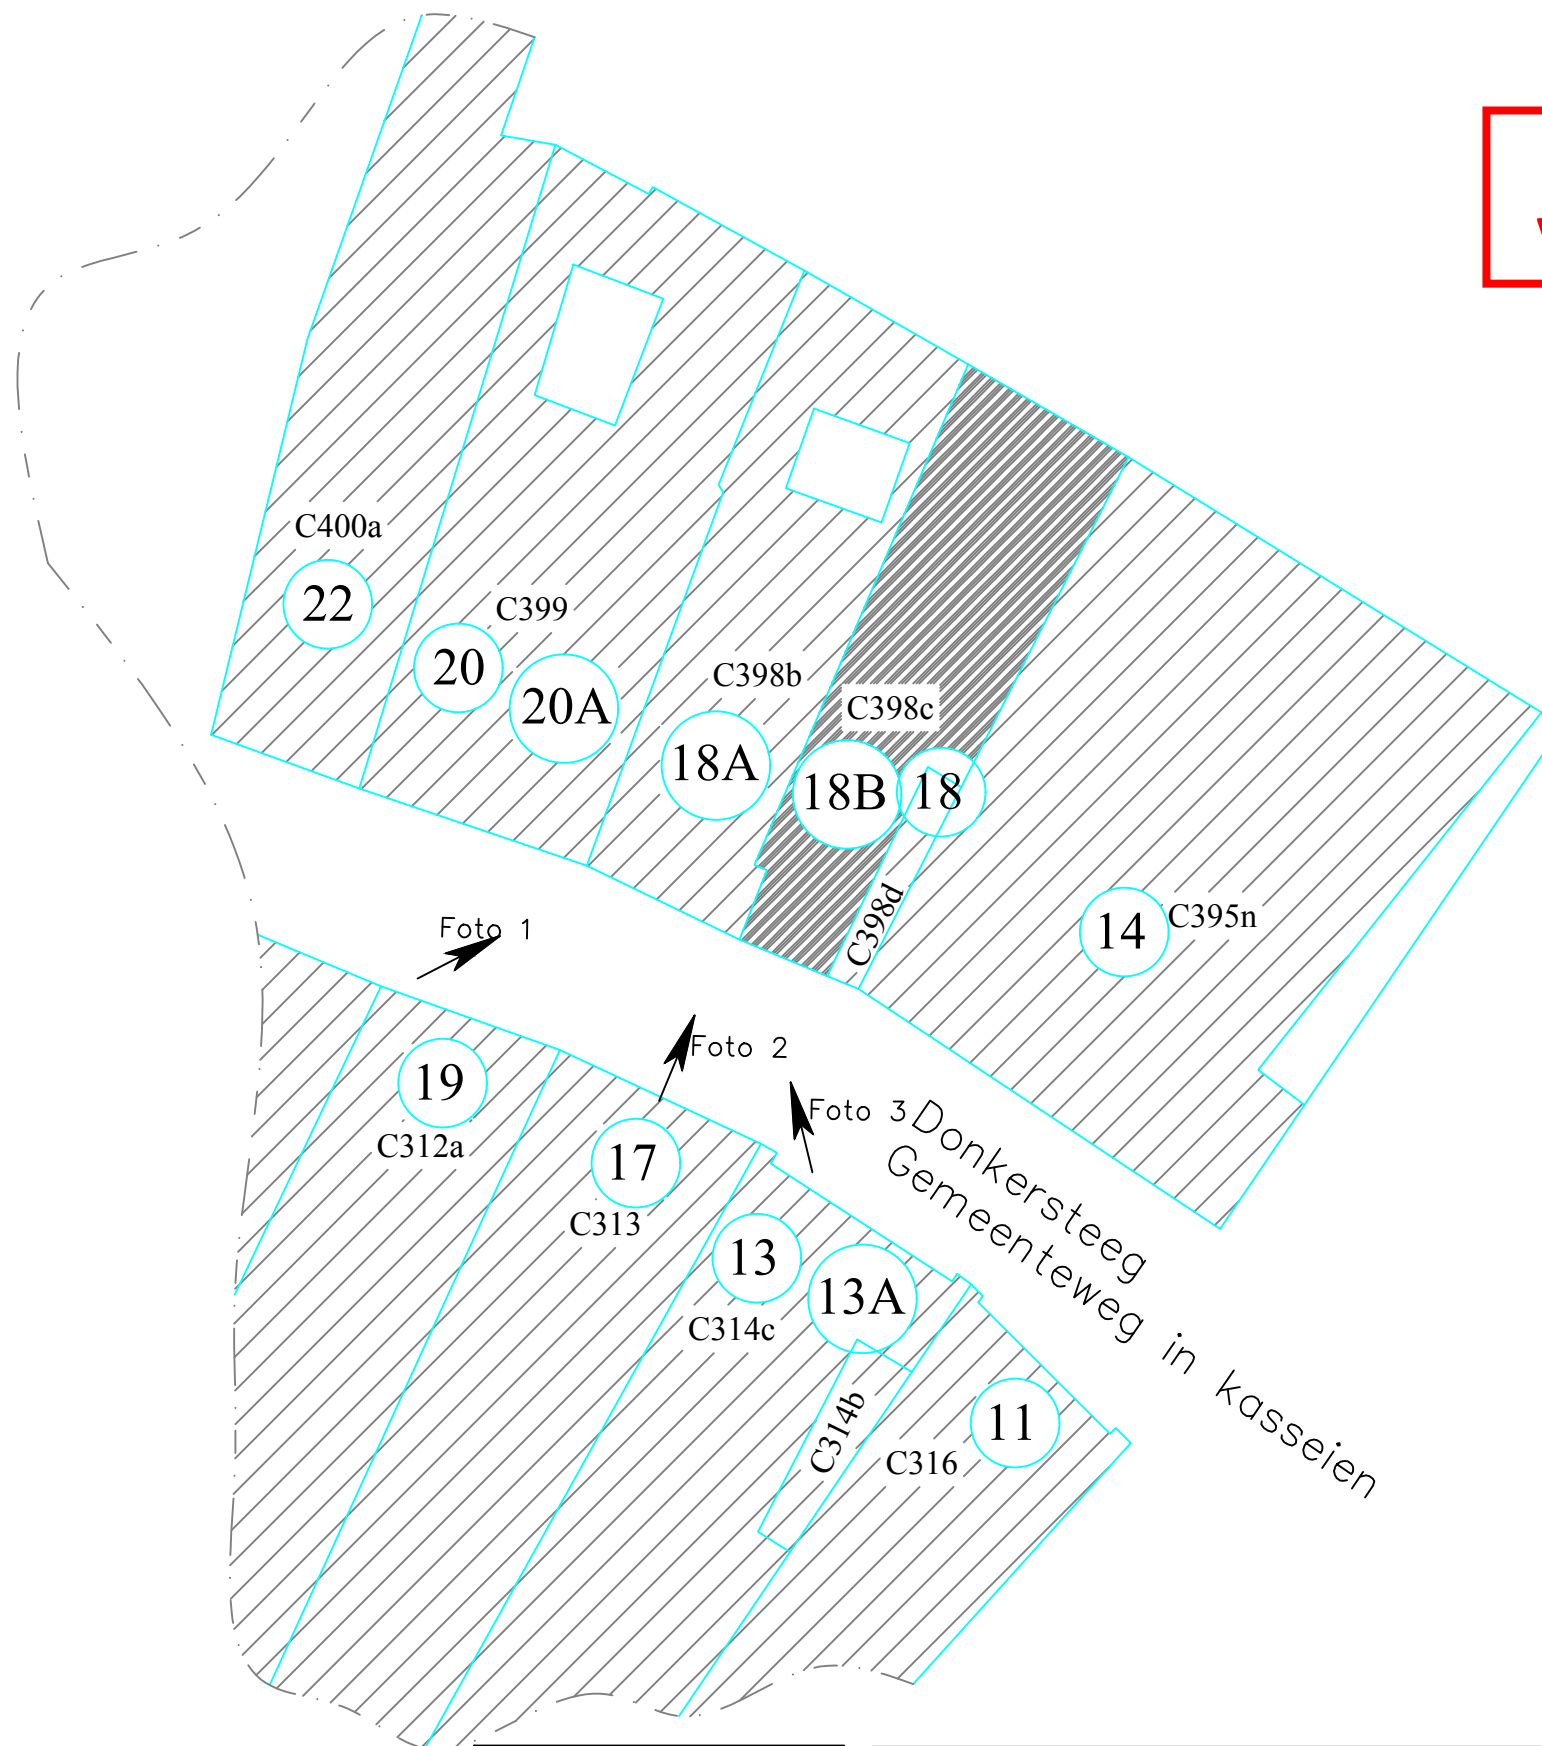 C400a
22
C399
20
20A
C398b
18A
C398c
18B
18
C398d
14
C395n
Foto 1
Foto 2
Foto 3
Donkersteeg
Gemeenteweg in kasseien
19
C312a
17
C313
13
C314c
13A
C314b
11
C316